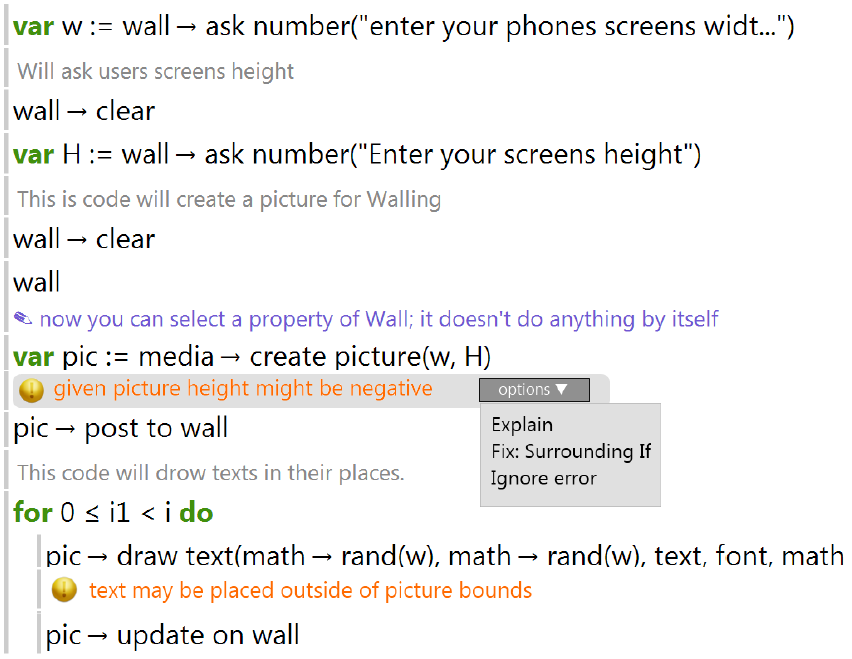 var w := wall → ask number("enter your phones screens widt...")
Will ask users screens height
wall → clear
var H := wall → ask number("Enter your screens height")
This is code will create a picture for Walling
wall → clear
wall
now you can select a property of Wall; it doesn't do anything by itself
var pic := media → create picture(w, H)
given picture height might be negative options ▼
Explain
pic → post to wall
Fix: Surrounding If
This code will drow texts in their places.
Ignore error
for 0 ≤ i1 < i do
pic → draw text(math → rand(w), math → rand(w), text, font, math
text may be placed outside of picture bounds
pic → update on wall